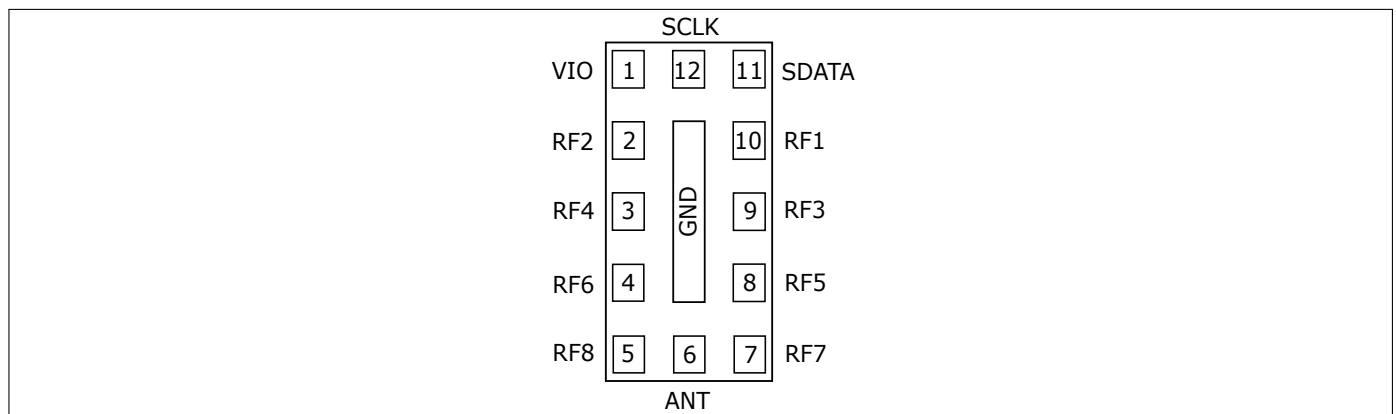 SCLK
VIO 1 12 11 SDATA
RF2 2 10 RF1
RF4 3 GND 9 RF3
RF6 4 8 RF5
RF8 5 6 7 RF7
ANT